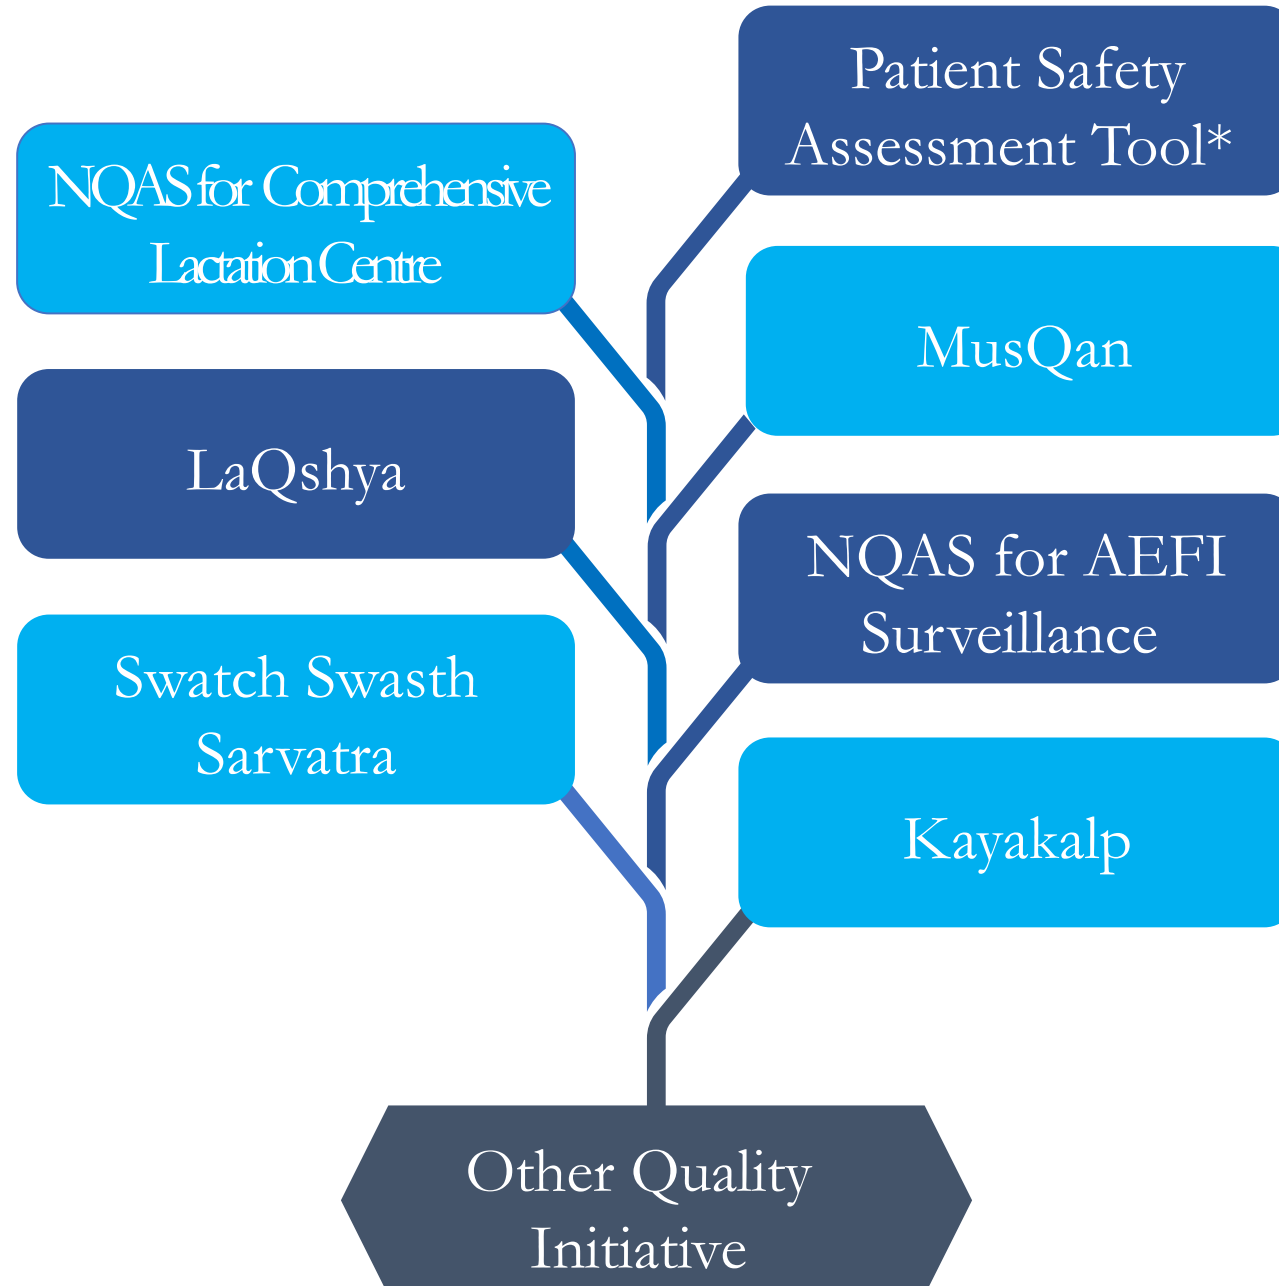 Patient Safety
Assessment Tool*
NQAS for Comprehensive
Lactation Centre
MusQan
LaQshya
NQAS for AEFI
Surveillance
Swatch Swasth
Sarvatra
Kayakalp
Other Quality
Initiative